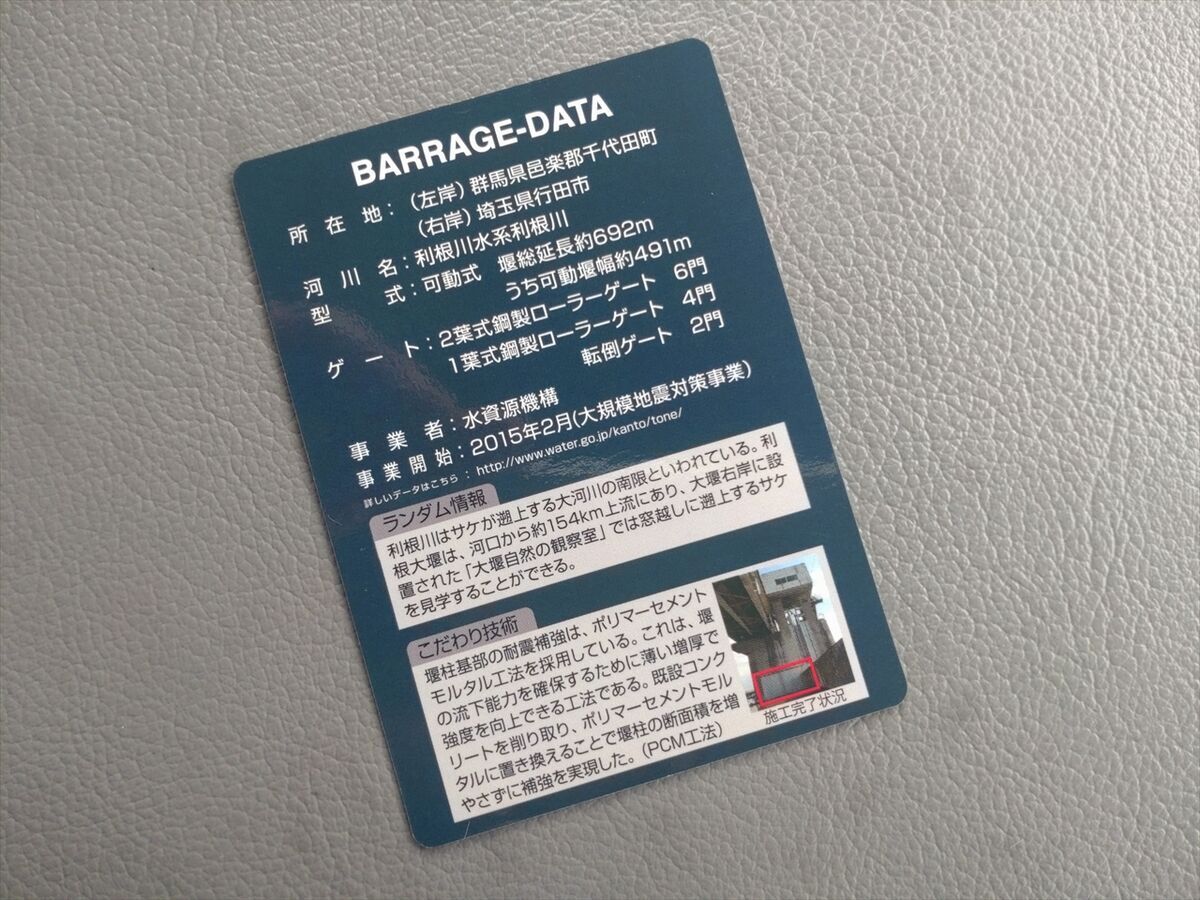 BARRAGE-DATA
所在地：（左岸）群馬県邑楽郡千代田町
（右岸）埼玉県行田市
河川名：利根川水系利根川
型式：可動式　堰総延長約692m
うち可動堰幅約491m
ゲート：2葉式鋼製ローラーゲート　6門
1葉式鋼製ローラーゲート　4門
転倒ゲート　2門
事業者：水資源機構
事業開始：2015年2月(大規模地震対策事業)
詳しいデータはこちら：http://www.water.go.jp/kanto/tone/
ランダム情報
利根川はサケが遡上する大河川の南限といわれている。利
根大堰は、河口から約154km上流にあり、大堰右岸に設
置された「大堰自然の観察室」では窓越しに遡上するサケ
を見学することができる。
こだわり技術
堰柱基部の耐震補強は、ポリマーセメント
モルタル工法を採用している。これは、堰
の流下能力を確保するために薄い増厚で
強度を向上できる工法である。既設コンク
リートを削り取り、ポリマーセメントモル
タルに置き換えることで堰柱の断面積を増
やさずに補強を実現した。（PCM工法）
施工完了状況